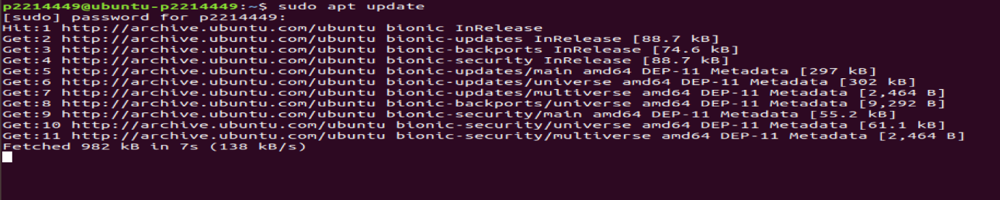 p2214449@ubuntu-p2214449:~$ sudo apt update
[sudo] password for p2214449:
Hit:1 http://archive.ubuntu.com/ubuntu bionic InRelease
Get:2 http://archive.ubuntu.com/ubuntu bionic-updates InRelease [88.7 kB]
Get:3 http://archive.ubuntu.com/ubuntu bionic-backports InRelease [74.6 kB]
Get:4 http://archive.ubuntu.com/ubuntu bionic-security InRelease [88.7 kB]
Get:5 http://archive.ubuntu.com/ubuntu bionic-updates/main amd64 DEP-11 Metadata [297 kB]
Get:6 http://archive.ubuntu.com/ubuntu bionic-updates/universe amd64 DEP-11 Metadata [302 kB]
Get:7 http://archive.ubuntu.com/ubuntu bionic-updates/multiverse amd64 DEP-11 Metadata [2,464 B]
Get:8 http://archive.ubuntu.com/ubuntu bionic-backports/universe amd64 DEP-11 Metadata [9,292 B]
Get:9 http://archive.ubuntu.com/ubuntu bionic-security/main amd64 DEP-11 Metadata [55.2 kB]
Get:10 http://archive.ubuntu.com/ubuntu bionic-security/universe amd64 DEP-11 Metadata [61.1 kB]
Get:11 http://archive.ubuntu.com/ubuntu bionic-security/multiverse amd64 DEP-11 Metadata [2,464 B]
Fetched 982 kB in 7s (138 kB/s)